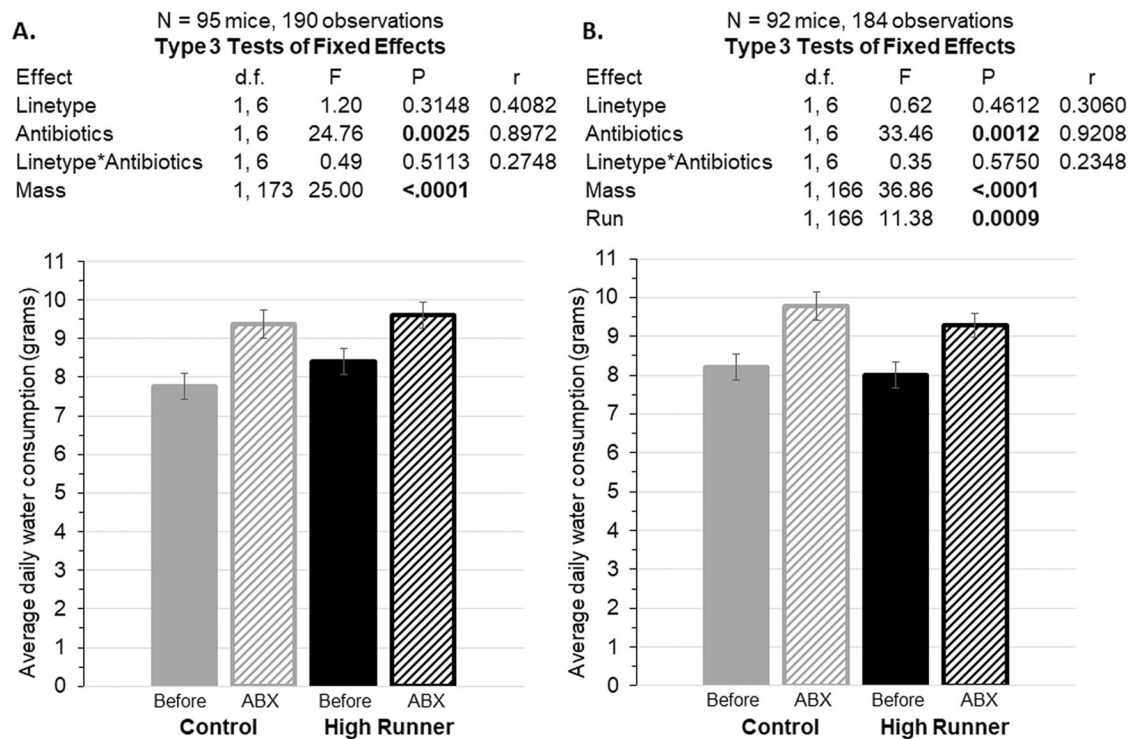 A.
N = 95 mice, 190 observations
Type 3 Tests of Fixed Effects
Effect d.f. F P r
Linetype 1, 6 1.20 0.3148 0.4082
Antibiotics 1, 6 24.76 0.0025 0.8972
Linetype*Antibiotics 1, 6 0.49 0.5113 0.2748
Mass 1, 173 25.00 <.0001
Average daily water consumption (grams)
11
10
9
8
7
6
5
4
3
2
1
0
Before ABX Before ABX
Control High Runner
B.
N = 92 mice, 184 observations
Type 3 Tests of Fixed Effects
Effect d.f. F P r
Linetype 1, 6 0.62 0.4612 0.3060
Antibiotics 1, 6 33.46 0.0012 0.9208
Linetype*Antibiotics 1, 6 0.35 0.5750 0.2348
Mass 1, 166 36.86 <.0001
Run 1, 166 11.38 0.0009
Average daily water consumption (grams)
11
10
9
8
7
6
5
4
3
2
1
0
Before ABX Before ABX
Control High Runner